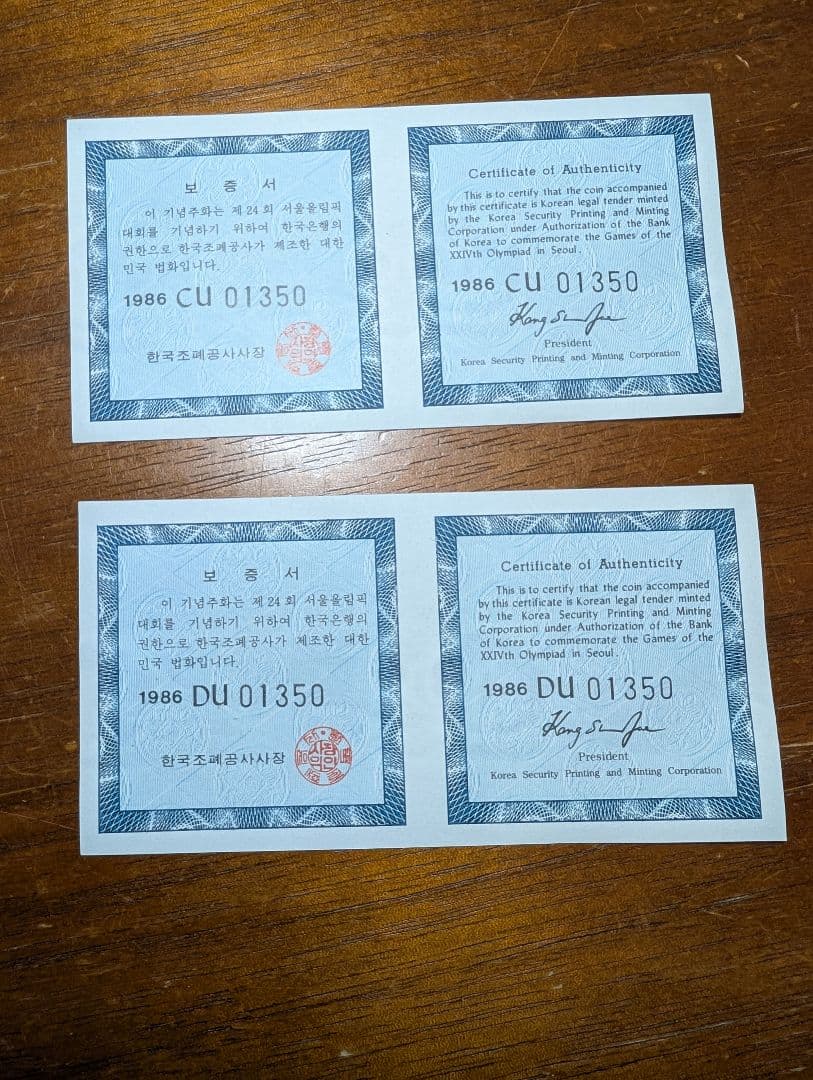 보 증 서
이 기념주화는 제 24 회 서울올림픽
대회를 기념하기 위하여 한국은행의
권한으로 한국조폐공사가 제조한 대한
민국 법화입니다.
1986 CU 01350
한국조폐공사사장
Certificate of Authenticity
This is to certify that the coin accompanied
by this certificate is Korean legal tender minted
by the Korea Security Printing and Minting
Corporation under Authorization of the Bank
of Korea to commemorate the Games of the
XXIVth Olympiad in Seoul.
1986 CU 01350
President
Korea Security Printing and Minting Corporation
보 증 서
이 기념주화는 제 24 회 서울올림픽
대회를 기념하기 위하여 한국은행의
권한으로 한국조폐공사가 제조한 대한
민국 법화입니다.
1986 DU 01350
한국조폐공사사장
Certificate of Authenticity
This is to certify that the coin accompanied
by this certificate is Korean legal tender minted
by the Korea Security Printing and Minting
Corporation under Authorization of the Bank
of Korea to commemorate the Games of the
XXIVth Olympiad in Seoul.
1986 DU 01350
President
Korea Security Printing and Minting Corporation